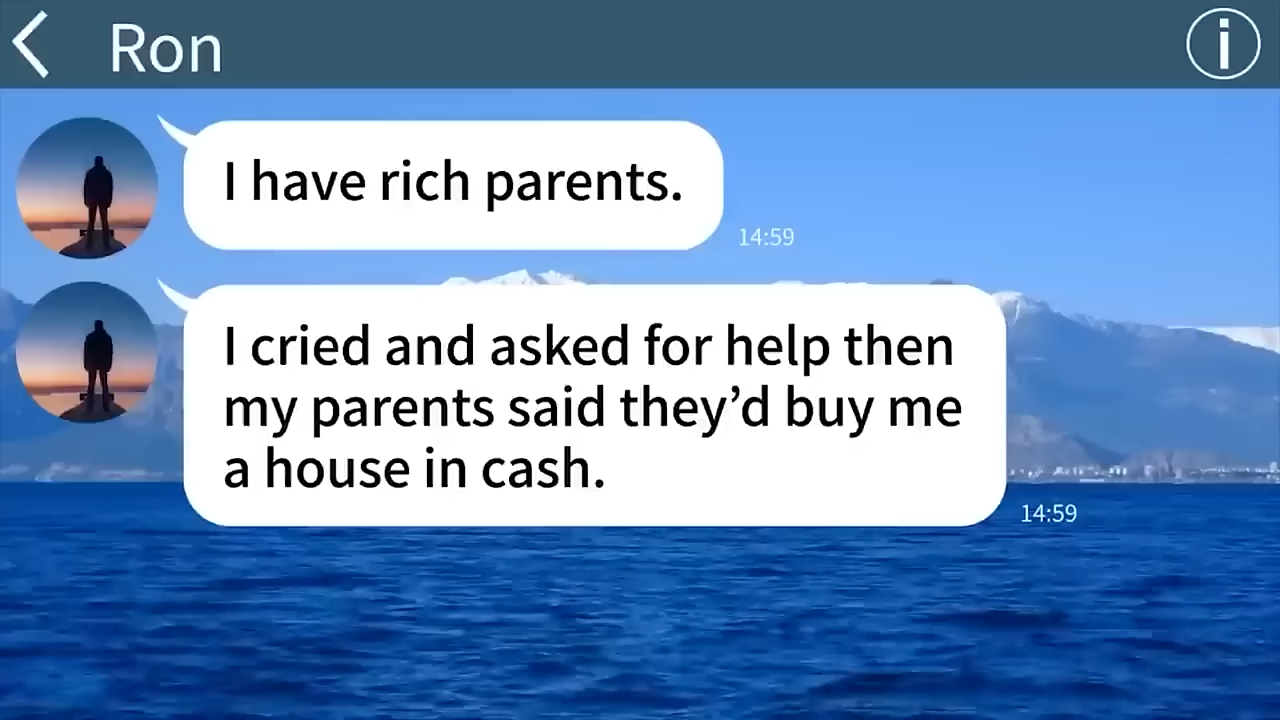 Ron
i
I have rich parents.
14:59
I cried and asked for help then
my parents said they’d buy me
a house in cash.
14:59